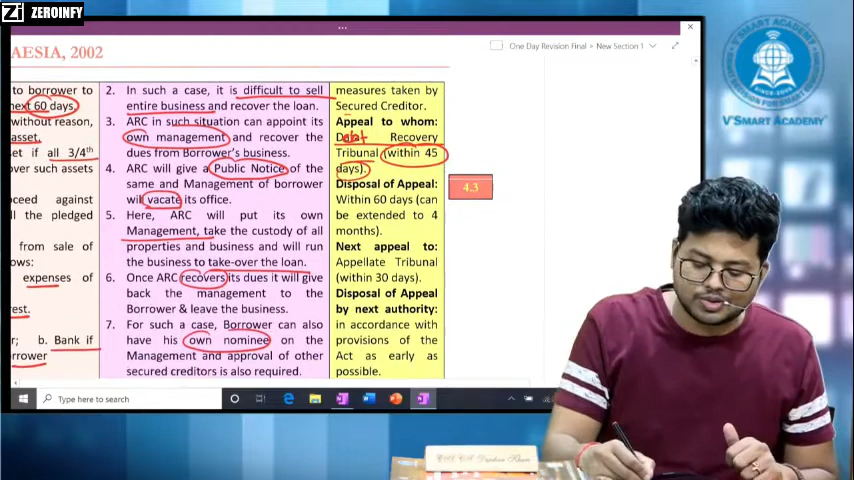 Zi ZEROINFY
AESIA, 2002
One Day Revision Final > New Section 1
to borrower to
next 60 days
without reason,
asset.
set if all 3/4th
over such assets
ceed against
ll the pledged
from sale of
ows:
expenses of
rest.
r; b. Bank if
rrower
2. In such a case, it is difficult to sell
entire business and recover the loan.
3. ARC in such situation can appoint its
own management and recover the
dues from Borrower's business.
4. ARC will give a Public Notice of the
same and Management of borrower
will vacate its office.
5. Here, ARC will put its own
Management, take the custody of all
properties and business and will run
the business to take-over the loan.
6. Once ARC recovers its dues it will give
back the management to the
Borrower & leave the business.
7. For such a case, Borrower can also
have his own nominee on the
Management and approval of other
secured creditors is also required.
measures taken by
Secured Creditor.
Appeal to whom:
Debt Recovery
Tribunal (within 45
days).
Disposal of Appeal:
Within 60 days (can
be extended to 4
months).
Next appeal to:
Appellate Tribunal
(within 30 days).
Disposal of Appeal
by next authority:
in accordance with
provisions of the
Act as early as
possible.
4.3
Type here to search
V'SMART ACADEMY